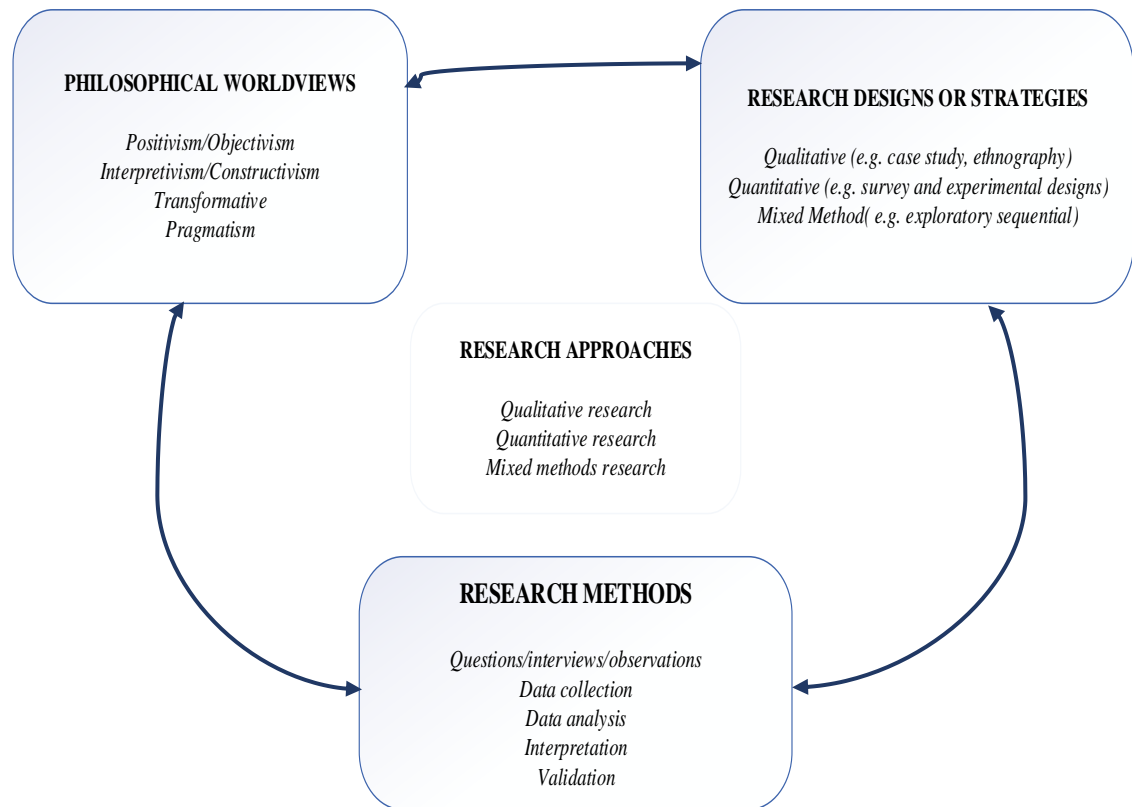 PHILOSOPHICAL WORLDVIEWS
Positivism/Objectivism
Interpretivism/Constructivism
Transformative
Pragmatism
RESEARCH DESIGNS OR STRATEGIES
Qualitative (e.g. case study, ethnography)
Quantitative (e.g. survey and experimental designs)
Mixed Method( e.g. exploratory sequential)
RESEARCH APPROACHES
Qualitative research
Quantitative research
Mixed methods research
RESEARCH METHODS
Questions/interviews/observations
Data collection
Data analysis
Interpretation
Validation